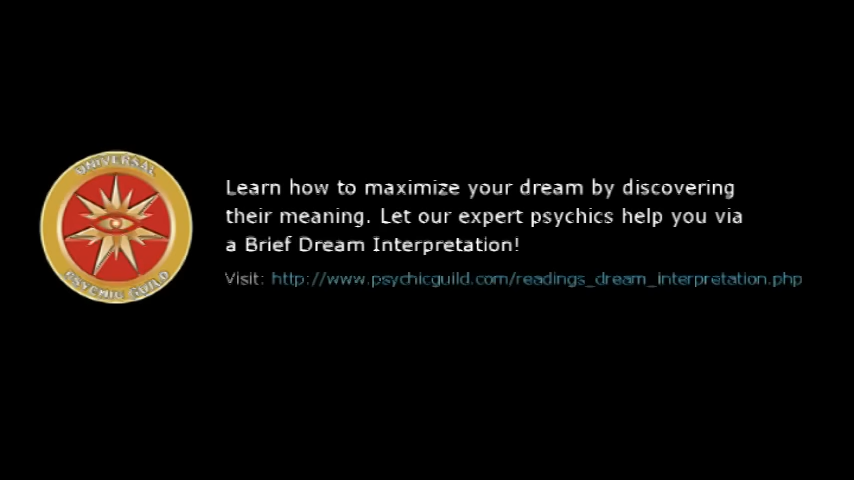 UNIVERSAL
PSYCHIC GUILD
Learn how to maximize your dream by discovering
their meaning. Let our expert psychics help you via
a Brief Dream Interpretation!
Visit: http://www.psychicguild.com/readings_dream_interpretation.php